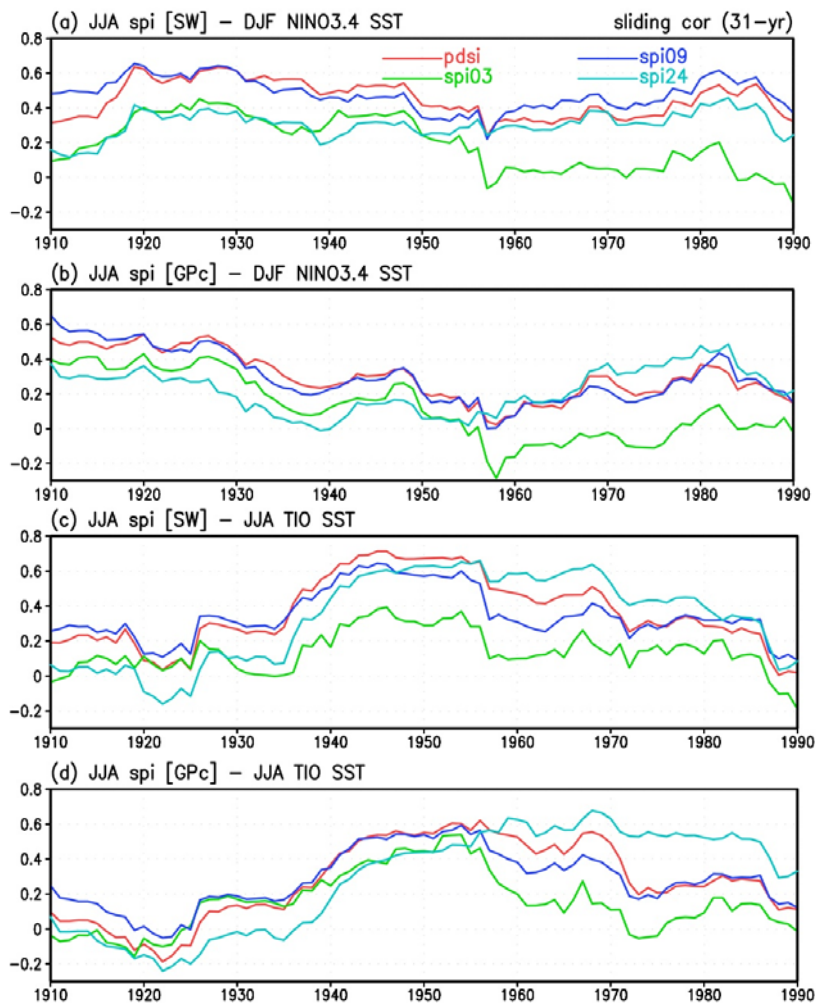 (a) JJA spi [SW] – DJF NINO3.4 SST sliding cor (31-yr)
0.8
pdsi spi09
0.6
spi03 spi24
0.4
0.2
0
-0.2
1910 1920 1930 1940 1950 1960 1970 1980 1990
(b) JJA spi [GPc] – DJF NINO3.4 SST
0.8
0.6
0.4
0.2
0
-0.2
1910 1920 1930 1940 1950 1960 1970 1980 1990
(c) JJA spi [SW] – JJA TIO SST
0.8
0.6
0.4
0.2
0
-0.2
1910 1920 1930 1940 1950 1960 1970 1980 1990
(d) JJA spi [GPc] – JJA TIO SST
0.8
0.6
0.4
0.2
0
-0.2
1910 1920 1930 1940 1950 1960 1970 1980 1990